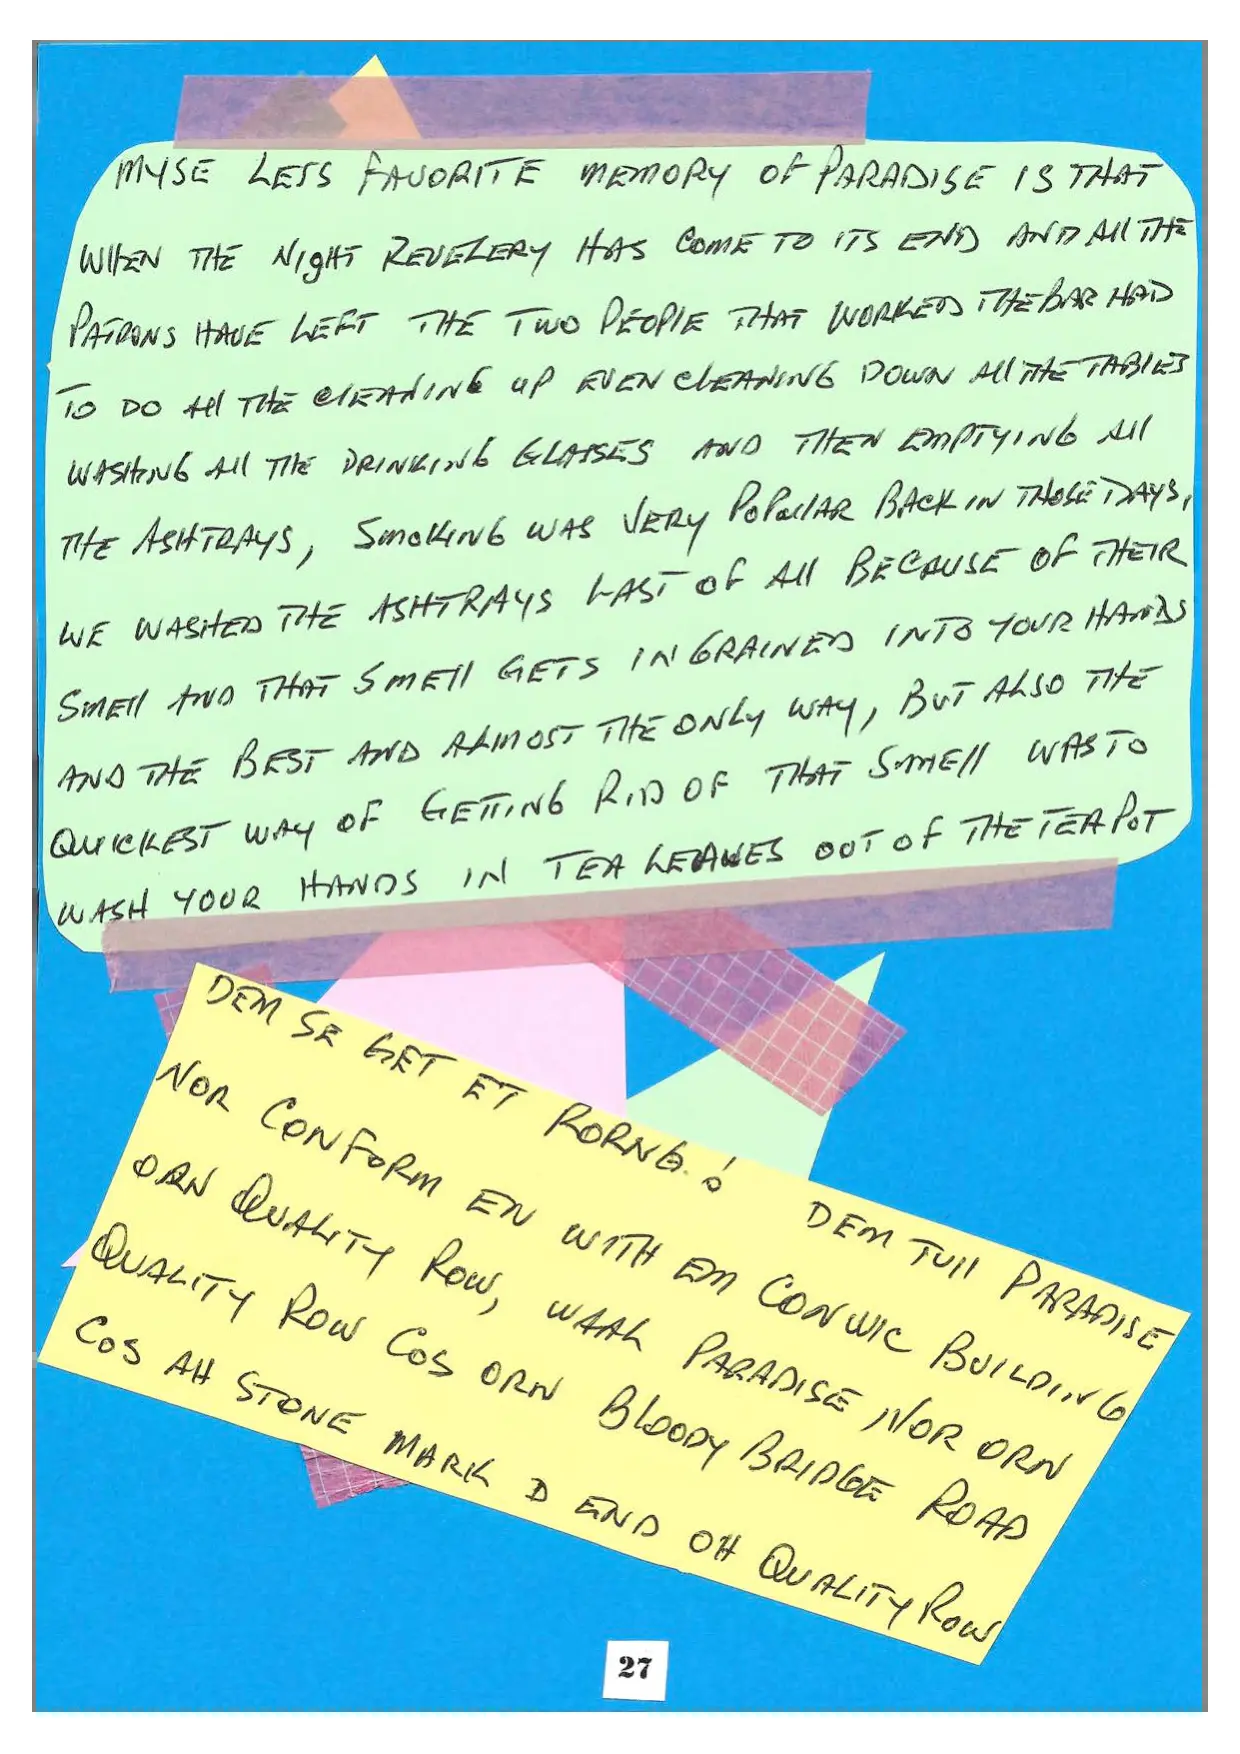 MYSE LESS FAVORITE MEMORY OF PARADISE IS THAT
WHEN THE NIgHT REVELERY HAS COME TO ITS END AND All THE
PATRONS HAVE LEFT THE TWO PEOPlE THAT WORKED THE BAR HAD
TO DO All THE ClEANING UP EVEN ClEANING DOWN All THE TABlES
WASHING All THE DRINKING GLASSES AND THEN EMPTYING All
THE ASHTRAYS, SMOKING WAS VERY POPUlAR BACK IN THOSE DAYS,
WE WASHED THE ASHTRAYS LAST OF All BECAUSE OF THEIR
SMEll AND THAT SMEll GETS INGRAINED INTO YOUR HANDS
AND THE BEST AND ALMOST THE ONLY WAY, BUT ALSO THE
QUICKEST WAY OF GETTING RID OF THAT SMEll WAS TO
WASH YOUR HANDS IN TEA LEAVES OUT OF THE TEAPOT
DEM SE GET ET RORNG! DEM TUll PARADISE
NOR CONFORM EN WITH EM CONWIC BUILDING
ORN QUALITY ROW, WAAL PARADISE NOR ORN
QUALITY ROW COS ORN BLOODY BRIDGE ROAD
COS AH STONE MARK D END OH QUALITY ROW
27